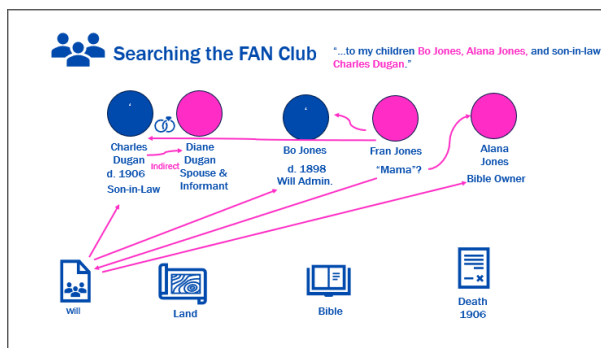 Searching the FAN Club
“...to my children Bo Jones, Alana Jones, and son-in-law
Charles Dugan.”
Charles
Dugan
d. 1906
Son-in-Law
Indirect
Diane
Dugan
Spouse &
Informant
Bo Jones
d. 1898
Will Admin.
Fran Jones
“Mama”?
Alana
Jones
Bible Owner
Will
Land
Bible
Death
1906